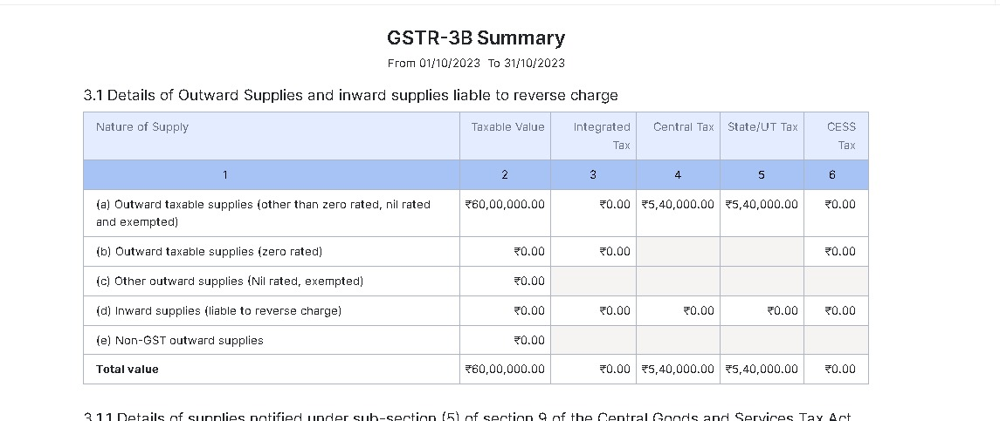 GSTR-3B Summary
From 01/10/2023 To 31/10/2023
3.1 Details of Outward Supplies and inward supplies liable to reverse charge
Nature of Supply Taxable Value Integrated Tax Central Tax State/UT Tax CESS Tax
1 2 3 4 5 6
(a) Outward taxable supplies (other than zero rated, nil rated and exempted) ₹60,00,000.00 ₹0.00 ₹5,40,000.00 ₹5,40,000.00 ₹0.00
(b) Outward taxable supplies (zero rated) ₹0.00 ₹0.00 ₹0.00
(c) Other outward supplies (Nil rated, exempted) ₹0.00
(d) Inward supplies (liable to reverse charge) ₹0.00 ₹0.00 ₹0.00 ₹0.00 ₹0.00
(e) Non-GST outward supplies ₹0.00
Total value ₹60,00,000.00 ₹0.00 ₹5,40,000.00 ₹5,40,000.00 ₹0.00
3.1.1 Details of supplies notified under sub-section (5) of section 9 of the Central Goods and Services Tax Act